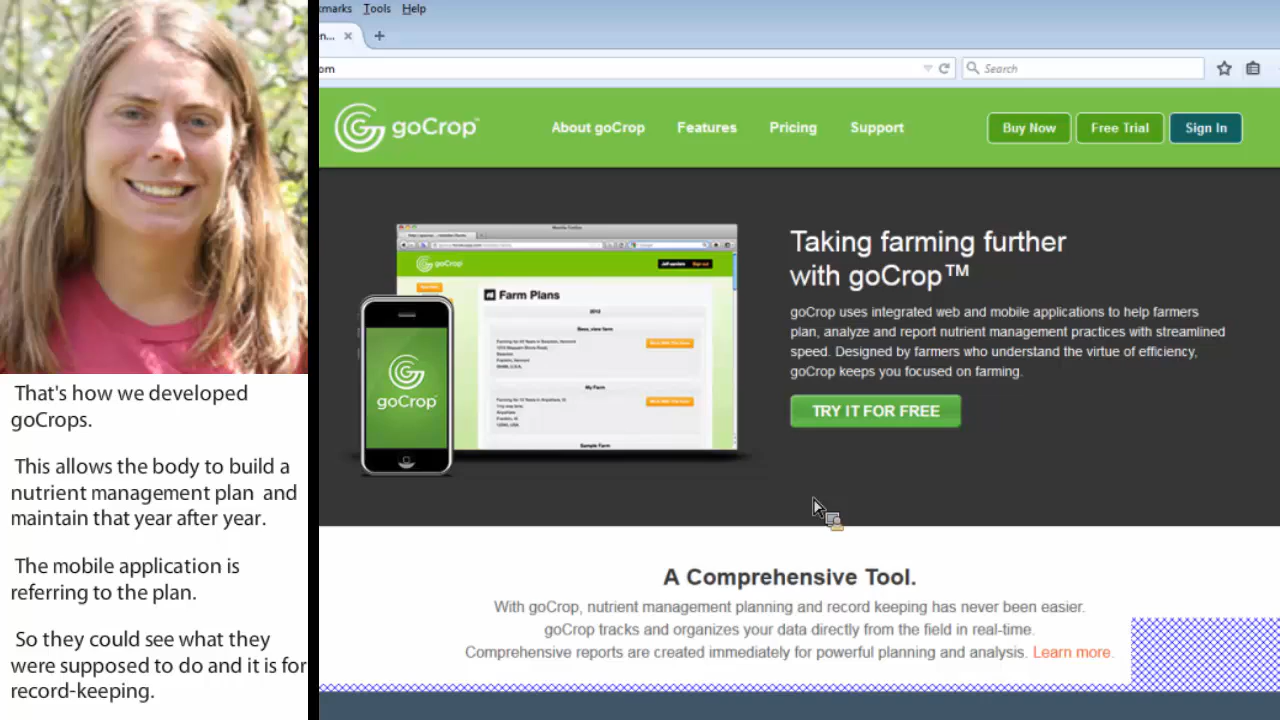 That's how we developed
goCrops.
This allows the body to build a
nutrient management plan and
maintain that year after year.
The mobile application is
referring to the plan.
So they could see what they
were supposed to do and it is for
record-keeping.
Tools Help
n...
om
Search
goCrop™
About goCrop Features Pricing Support
Buy Now Free Trial Sign In
goCrop
Farm Plans
My Farm
Sample Farm
goCrop
Taking farming further
with goCrop™
goCrop uses integrated web and mobile applications to help farmers
plan, analyze and report nutrient management practices with streamlined
speed. Designed by farmers who understand the virtue of efficiency,
goCrop keeps you focused on farming.
TRY IT FOR FREE
A Comprehensive Tool.
With goCrop, nutrient management planning and record keeping has never been easier.
goCrop tracks and organizes your data directly from the field in real-time.
Comprehensive reports are created immediately for powerful planning and analysis. Learn more.